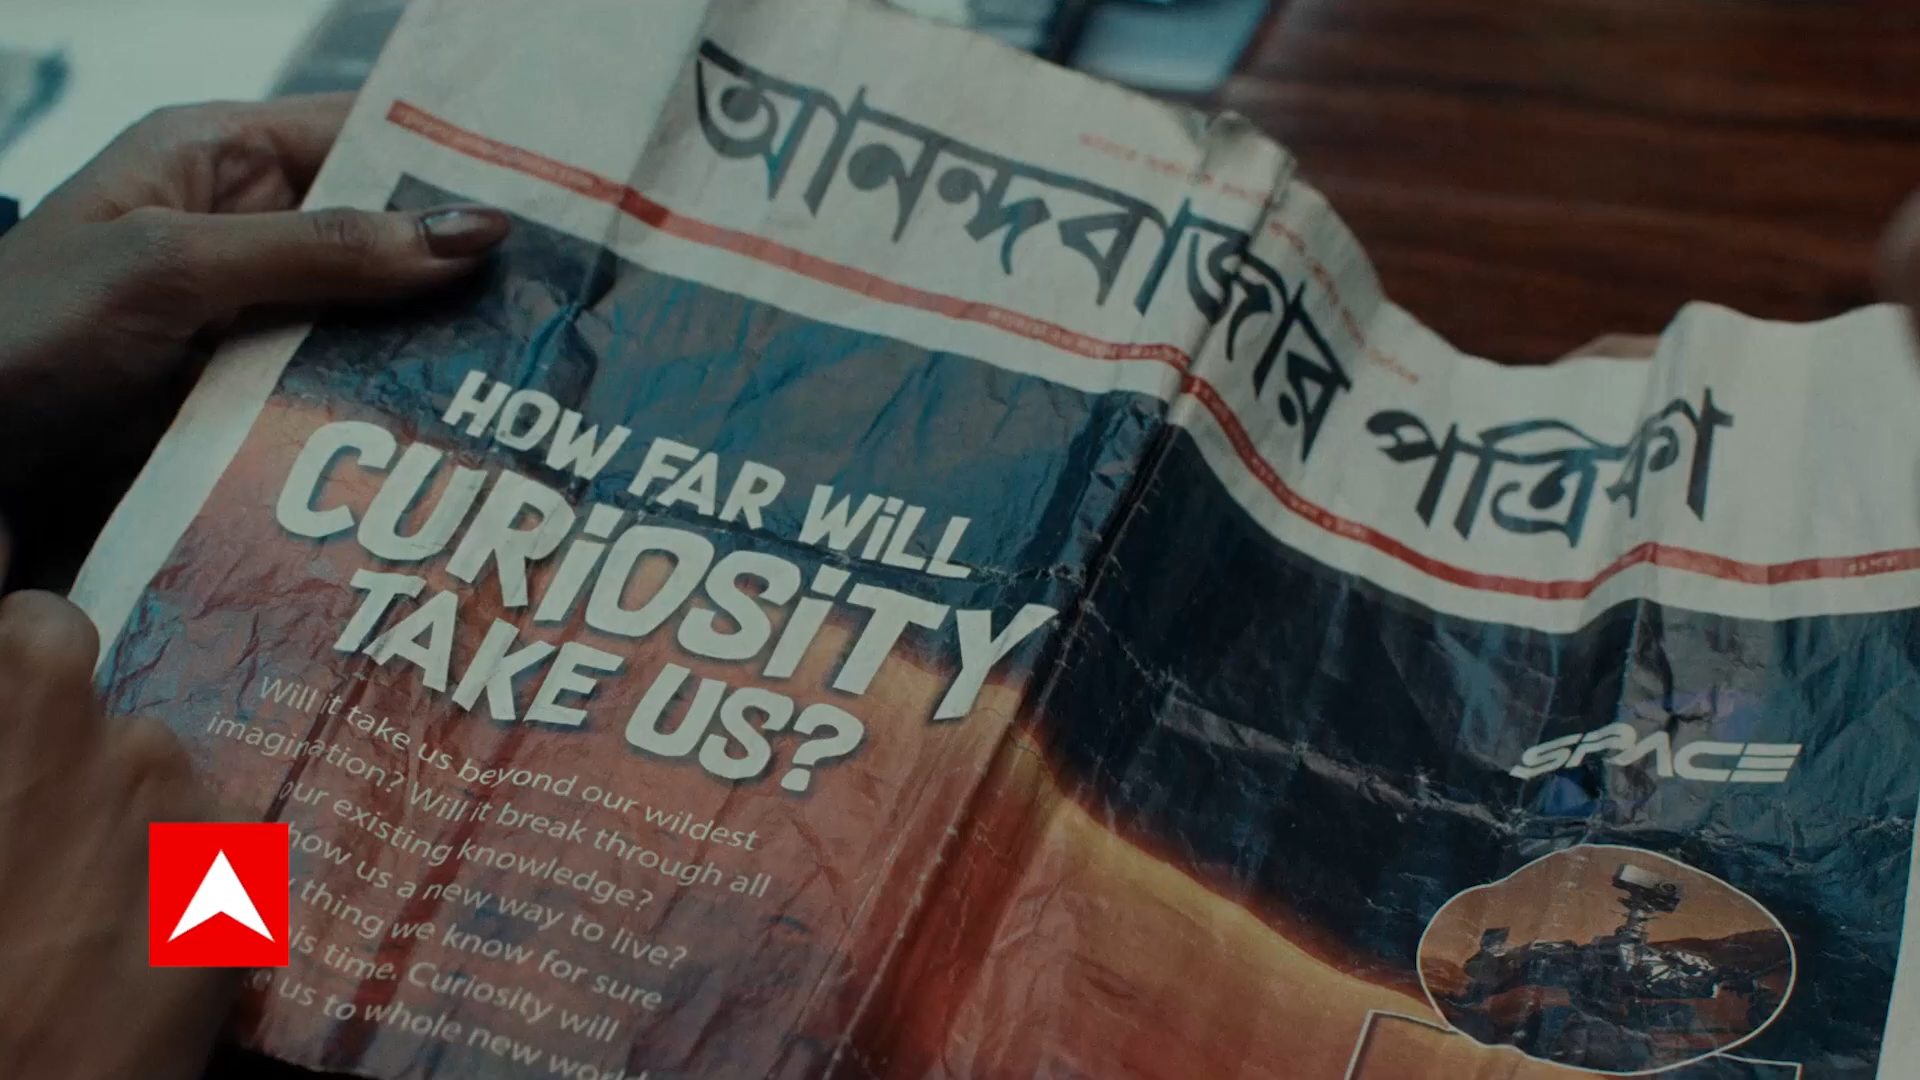 আনন্দবাজার পত্রিকা
HOW FAR WiLL
CURiOSiTY
TAKE US?
Will it take us beyond our wildest
imagination? Will it break through all
our existing knowledge?
how us a new way to live?
thing we know for sure
is time. Curiosity will
us to whole new
SPACE